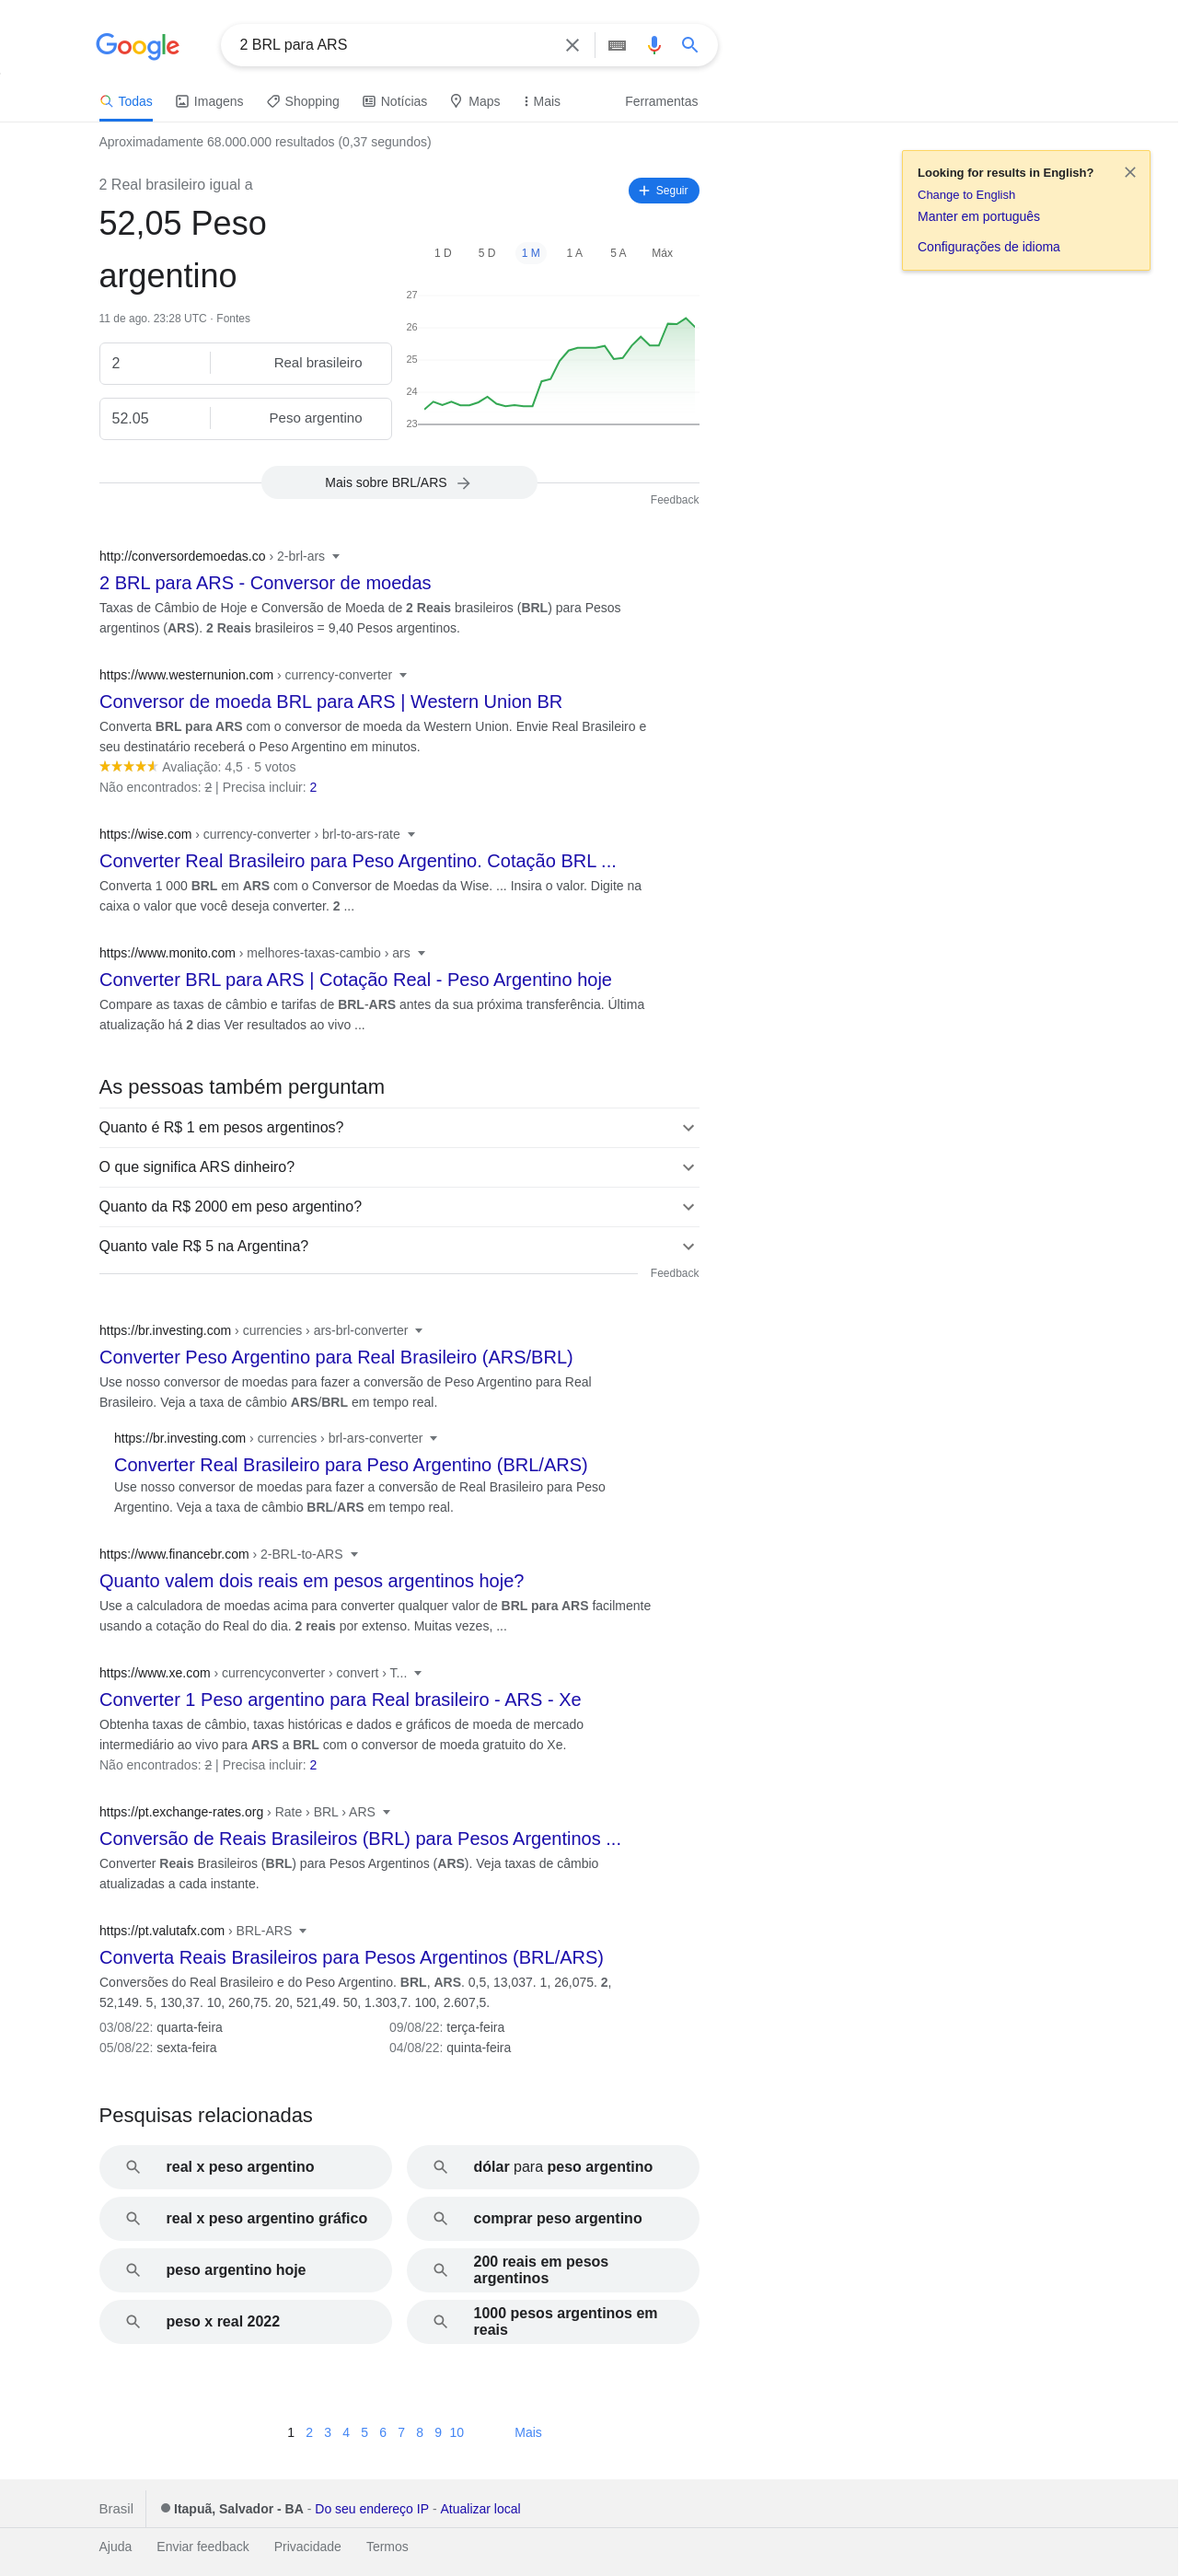 Google
2 BRL para ARS
Todas Imagens Shopping Notícias Maps Mais Ferramentas
Aproximadamente 68.000.000 resultados (0,37 segundos)
Looking for results in English?
Change to English
Manter em português
Configurações de idioma
2 Real brasileiro igual a
Seguir
52,05 Peso
argentino
11 de ago. 23:28 UTC · Fontes
2 Real brasileiro
52.05 Peso argentino
1 D 5 D 1 M 1 A 5 A Máx
27
26
25
24
23
Mais sobre BRL/ARS
Feedback
http://conversordemoedas.co › 2-brl-ars
2 BRL para ARS - Conversor de moedas
Taxas de Câmbio de Hoje e Conversão de Moeda de 2 Reais brasileiros (BRL) para Pesos
argentinos (ARS). 2 Reais brasileiros = 9,40 Pesos argentinos.
https://www.westernunion.com › currency-converter
Conversor de moeda BRL para ARS | Western Union BR
Converta BRL para ARS com o conversor de moeda da Western Union. Envie Real Brasileiro e
seu destinatário receberá o Peso Argentino em minutos.
Avaliação: 4,5 · 5 votos
Não encontrados: 2 | Precisa incluir: 2
https://wise.com › currency-converter › brl-to-ars-rate
Converter Real Brasileiro para Peso Argentino. Cotação BRL ...
Converta 1 000 BRL em ARS com o Conversor de Moedas da Wise. ... Insira o valor. Digite na
caixa o valor que você deseja converter. 2 ...
https://www.monito.com › melhores-taxas-cambio › ars
Converter BRL para ARS | Cotação Real - Peso Argentino hoje
Compare as taxas de câmbio e tarifas de BRL-ARS antes da sua próxima transferência. Última
atualização há 2 dias Ver resultados ao vivo ...
As pessoas também perguntam
Quanto é R$ 1 em pesos argentinos?
O que significa ARS dinheiro?
Quanto da R$ 2000 em peso argentino?
Quanto vale R$ 5 na Argentina?
Feedback
https://br.investing.com › currencies › ars-brl-converter
Converter Peso Argentino para Real Brasileiro (ARS/BRL)
Use nosso conversor de moedas para fazer a conversão de Peso Argentino para Real
Brasileiro. Veja a taxa de câmbio ARS/BRL em tempo real.
https://br.investing.com › currencies › brl-ars-converter
Converter Real Brasileiro para Peso Argentino (BRL/ARS)
Use nosso conversor de moedas para fazer a conversão de Real Brasileiro para Peso
Argentino. Veja a taxa de câmbio BRL/ARS em tempo real.
https://www.financebr.com › 2-BRL-to-ARS
Quanto valem dois reais em pesos argentinos hoje?
Use a calculadora de moedas acima para converter qualquer valor de BRL para ARS facilmente
usando a cotação do Real do dia. 2 reais por extenso. Muitas vezes, ...
https://www.xe.com › currencyconverter › convert › T...
Converter 1 Peso argentino para Real brasileiro - ARS - Xe
Obtenha taxas de câmbio, taxas históricas e dados e gráficos de moeda de mercado
intermediário ao vivo para ARS a BRL com o conversor de moeda gratuito do Xe.
Não encontrados: 2 | Precisa incluir: 2
https://pt.exchange-rates.org › Rate › BRL › ARS
Conversão de Reais Brasileiros (BRL) para Pesos Argentinos ...
Converter Reais Brasileiros (BRL) para Pesos Argentinos (ARS). Veja taxas de câmbio
atualizadas a cada instante.
https://pt.valutafx.com › BRL-ARS
Converta Reais Brasileiros para Pesos Argentinos (BRL/ARS)
Conversões do Real Brasileiro e do Peso Argentino. BRL, ARS. 0,5, 13,037. 1, 26,075. 2,
52,149. 5, 130,37. 10, 260,75. 20, 521,49. 50, 1.303,7. 100, 2.607,5.
03/08/22: quarta-feira 09/08/22: terça-feira
05/08/22: sexta-feira 04/08/22: quinta-feira
Pesquisas relacionadas
real x peso argentino
dólar para peso argentino
real x peso argentino gráfico
comprar peso argentino
peso argentino hoje
200 reais em pesos
argentinos
peso x real 2022
1000 pesos argentinos em
reais
1 2 3 4 5 6 7 8 9 10 Mais
Brasil Itapuã, Salvador - BA - Do seu endereço IP - Atualizar local
Ajuda Enviar feedback Privacidade Termos